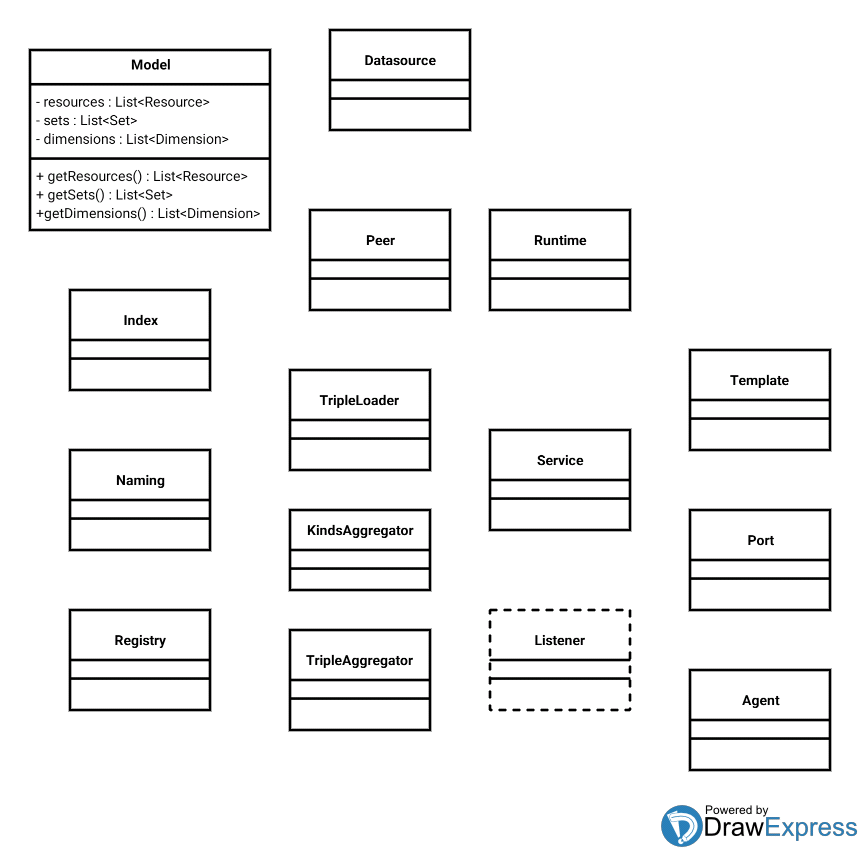 Model
- resources : List<Resource>
- sets : List<Set>
- dimensions : List<Dimension>
+ getResources() : List<Resource>
+ getSets() : List<Set>
+getDimensions() : List<Dimension>
Datasource
Peer
Runtime
Index
TripleLoader
Template
Naming
Service
KindsAggregator
Port
Registry
TripleAggregator
Listener
Agent
Powered by
DrawExpress